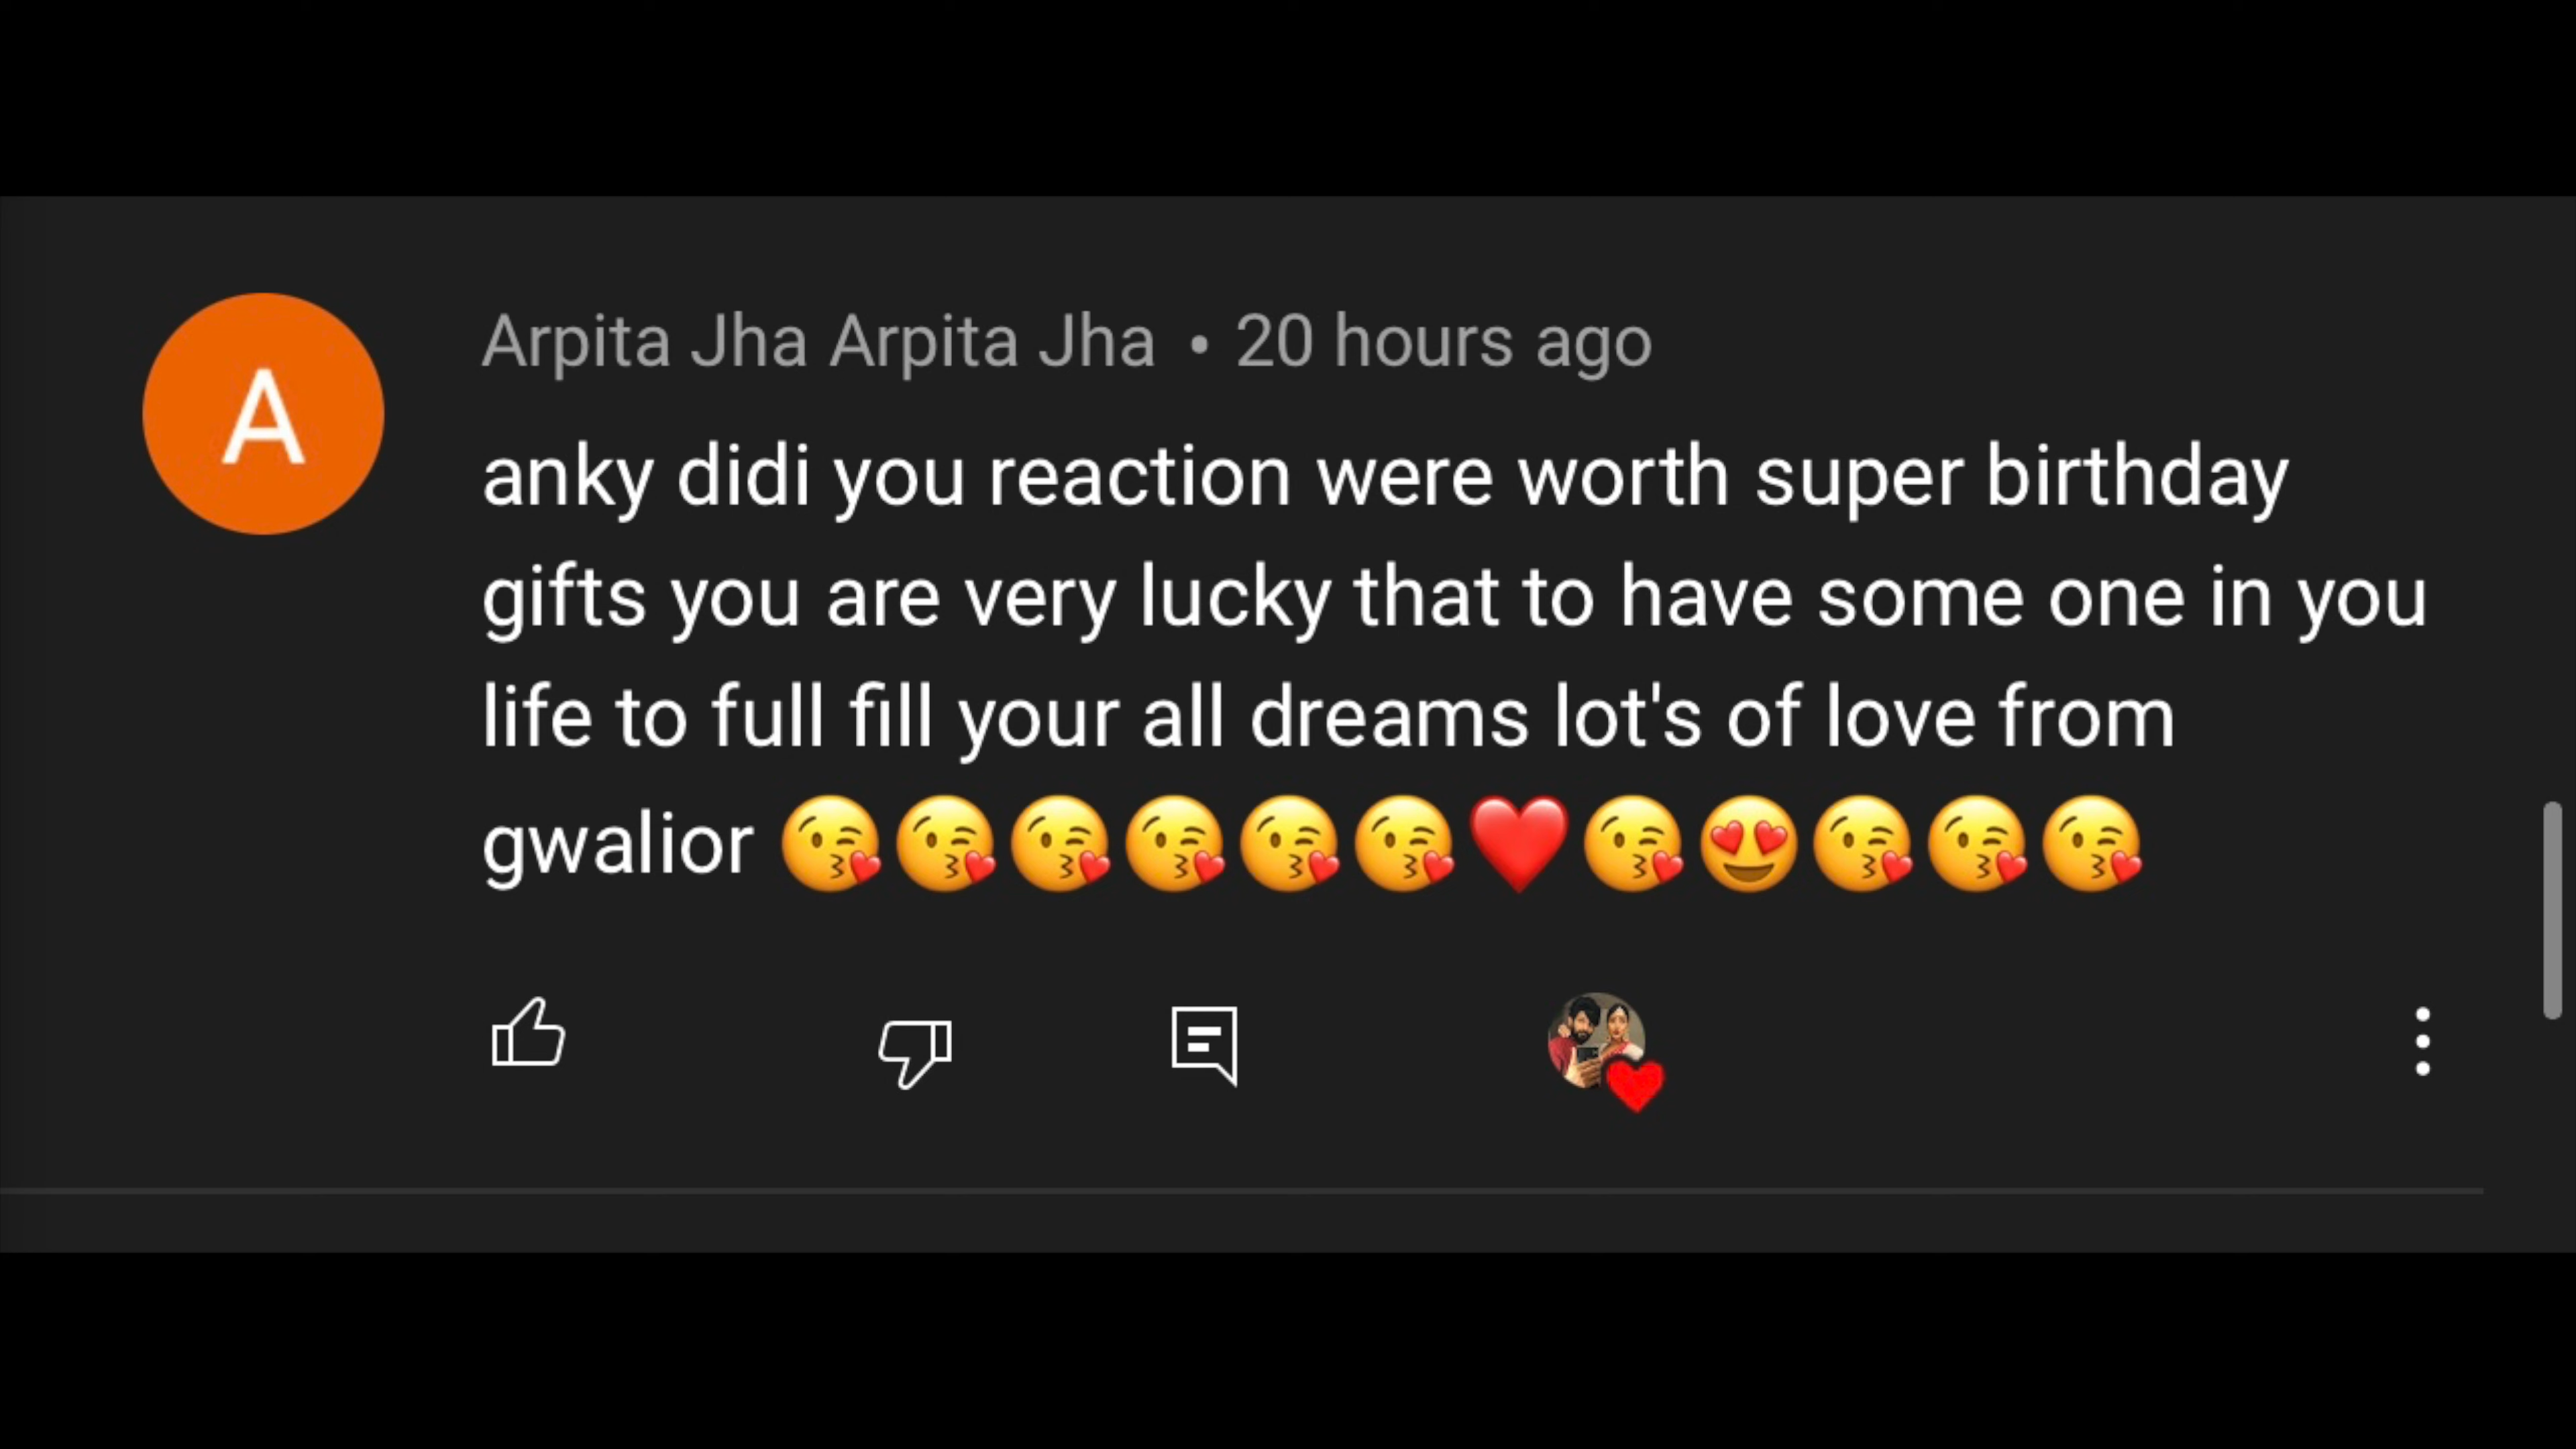 A
Arpita Jha Arpita Jha • 20 hours ago
anky didi you reaction were worth super birthday
gifts you are very lucky that to have some one in you
life to full fill your all dreams lot's of love from
gwalior 😘😘😘😘😘😘❤️😘😍😘😘😘